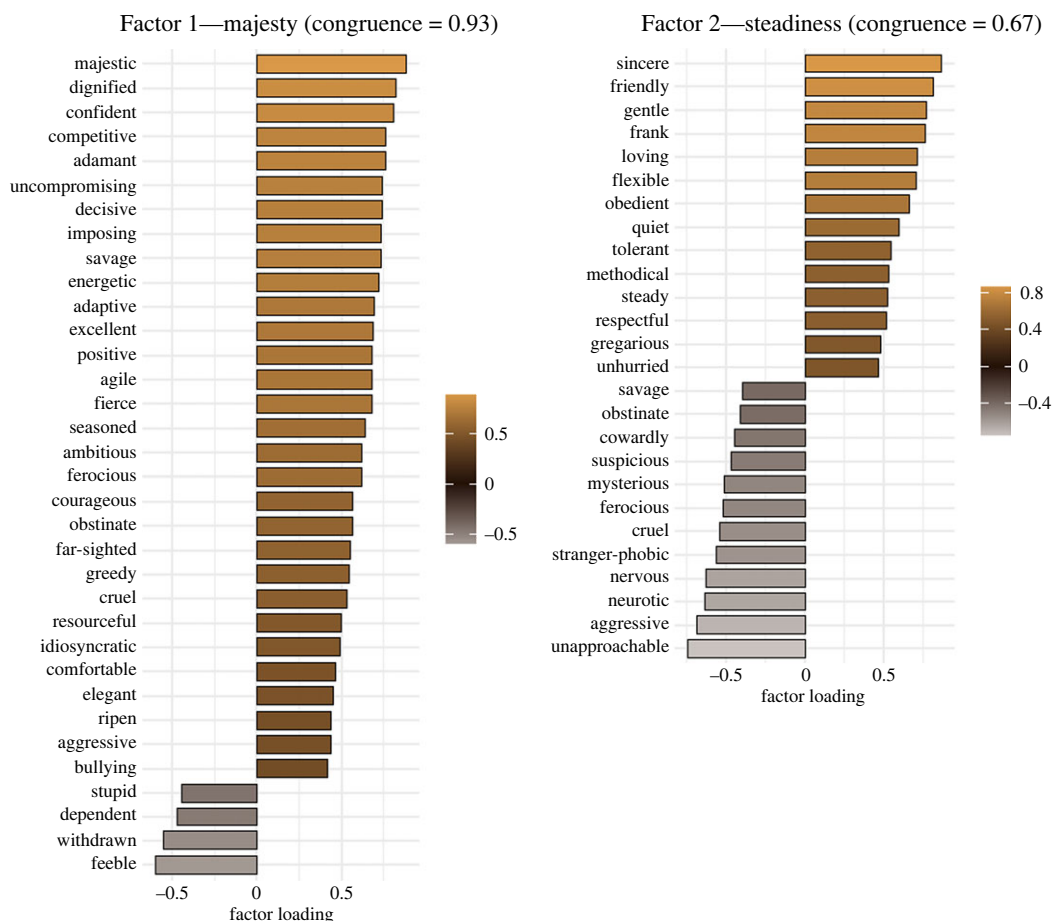 Factor 1—majesty (congruence = 0.93)
majestic
dignified
confident
competitive
adamant
uncompromising
decisive
imposing
savage
energetic
adaptive
excellent
positive
agile
fierce
seasoned
ambitious
ferocious
courageous
obstinate
far-sighted
greedy
cruel
resourceful
idiosyncratic
comfortable
elegant
ripen
aggressive
bullying
stupid
dependent
withdrawn
feeble
−0.5 0 0.5
factor loading
0.5
0
−0.5
Factor 2—steadiness (congruence = 0.67)
sincere
friendly
gentle
frank
loving
flexible
obedient
quiet
tolerant
methodical
steady
respectful
gregarious
unhurried
savage
obstinate
cowardly
suspicious
mysterious
ferocious
cruel
stranger-phobic
nervous
neurotic
aggressive
unapproachable
−0.5 0 0.5
factor loading
0.8
0.4
0
−0.4